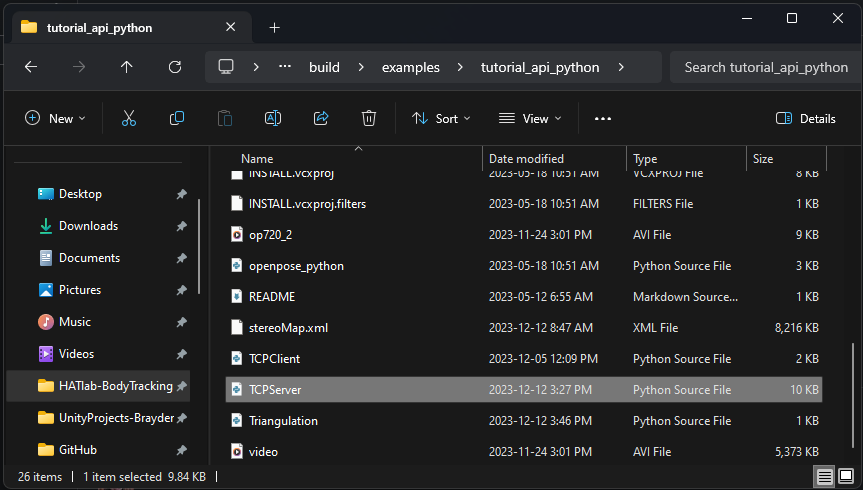 tutorial_api_python
build examples tutorial_api_python Search tutorial_api_python
New Sort View Details
Name Date modified Type Size
INSTALL.vcxproj 2023-05-18 10:51 AM VCXPROJ File 8 KB
Desktop
INSTALL.vcxproj.filters 2023-05-18 10:51 AM FILTERS File 1 KB
Downloads
op720_2 2023-11-24 3:01 PM AVI File 9 KB
Documents
openpose_python 2023-05-18 10:51 AM Python Source File 3 KB
Pictures
README 2023-05-12 6:55 AM Markdown Source... 1 KB
Music
stereoMap.xml 2023-12-12 8:47 AM XML File 8,216 KB
Videos
TCPClient 2023-12-05 12:09 PM Python Source File 2 KB
HATlab-BodyTracking
TCPServer 2023-12-12 3:27 PM Python Source File 10 KB
UnityProjects-Brayder
Triangulation 2023-12-12 3:46 PM Python Source File 1 KB
GitHub
video 2023-11-24 3:01 PM AVI File 5,373 KB
26 items 1 item selected 9.84 KB